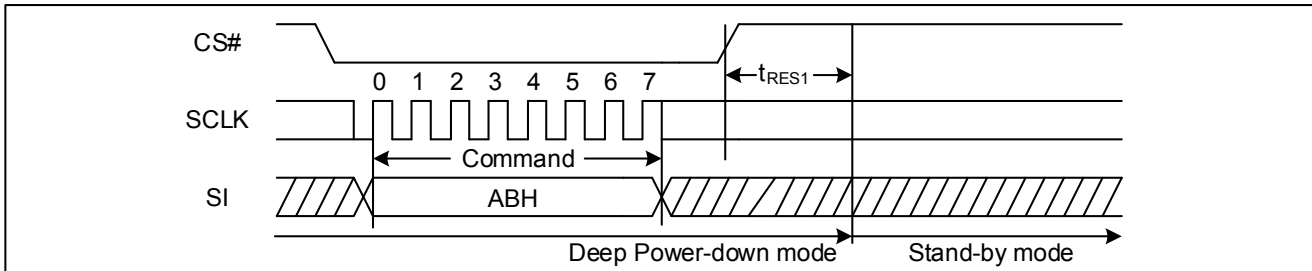 CS#
tRES1
0 1 2 3 4 5 6 7
SCLK
Command
SI
ABH
Deep Power-down mode Stand-by mode